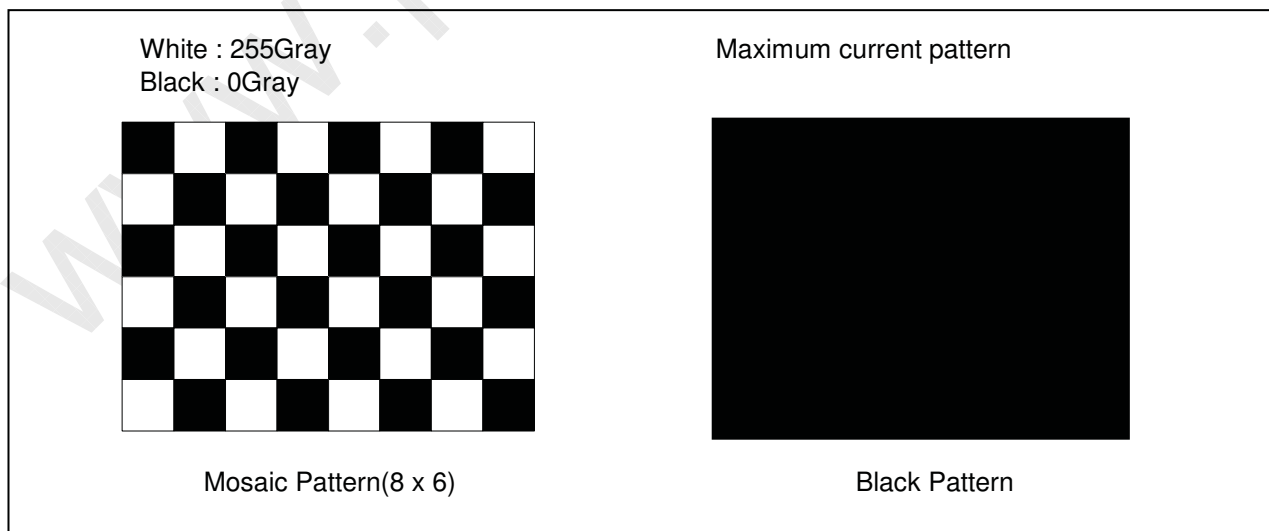 White : 255Gray
Black : 0Gray
Maximum current pattern
Mosaic Pattern(8 x 6)
Black Pattern